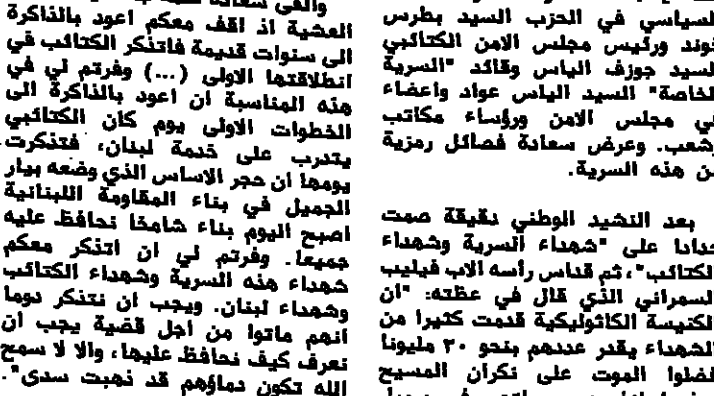 السياسي في الحزب السيد بطرس
خوند ورئيس مجلس الامن الكتائبي
السيد جوزف الياس وقائد "السرية
الخاصة" السيد الياس عواد واعضاء
في مجلس الامن ورؤساء مكاتب
وشعب. وعرض سعادة فصائل رمزية
من هذه السرية.
بعد النشيد الوطني دقيقة صمت
حدادا على "شهداء السرية وشهداء
الكتائب"، ثم قداس رأسه الاب فيليب
السمراني الذي قال في عظته: "ان
الكنيسة الكاثوليكية قدمت كثيرا من
الشهداء يقدر عددهم بنحو ٢٠ مليونا
فضلوا الموت على نكران المسيح
والقى سعادة
العشية اذ اقف معكم اعود بالذاكرة
الى سنوات قديمة فاتذكر الكتائب في
انطلاقتها الاولى (...) وفرتم لي في
هذه المناسبة ان اعود بالذاكرة الى
الخطوات الاولى يوم كان الكتائبي
يتدرب على خدمة لبنان، فتذكرت
يومها ان حجر الاساس الذي وضعه بيار
الجميل في بناء المقاومة اللبنانية
اصبح اليوم بناء شامخا نحافظ عليه
جميعا. وفرتم لي ان اتذكر معكم
شهداء هذه السرية وشهداء الكتائب
وشهداء لبنان. ويجب ان نتذكر دوما
انهم ماتوا من اجل قضية يجب ان
نعرف كيف نحافظ عليها، والا لا سمح
الله تكون دماؤهم قد ذهبت سدى".